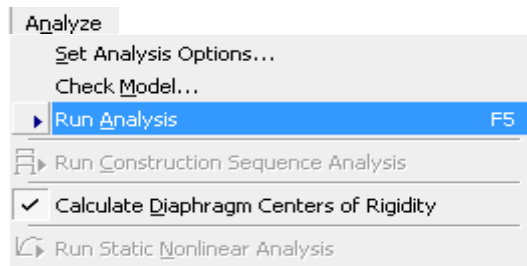 Analyze
Set Analysis Options...
Check Model...
Run Analysis F5
Run Construction Sequence Analysis
Calculate Diaphragm Centers of Rigidity
Run Static Nonlinear Analysis